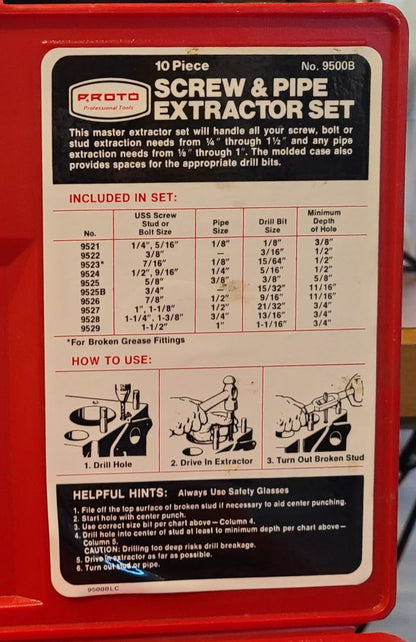 PROTO
Professional Tools
10 Piece No. 9500B
SCREW & PIPE
EXTRACTOR SET
This master extractor set will handle all your screw, bolt or
stud extraction needs from ¼" through 1½" and any pipe
extraction needs from ⅛" through 1". The molded case also
provides spaces for the appropriate drill bits.
INCLUDED IN SET:
No. USS Screw Stud or Bolt Size Pipe Size Drill Bit Size Minimum Depth of Hole
9521 1/4", 5/16" 1/8" 1/8" 3/8"
9522 3/8" — 3/16" 1/2"
9523* 7/16" 1/8" 15/64" 1/2"
9524 1/2", 9/16" 1/4" 5/16" 1/2"
9525 5/8" 3/8" 3/8" 5/8"
9525B 3/4" — 15/32" 11/16"
9526 7/8" 1/2" 9/16" 11/16"
9527 1", 1-1/8" 1/2" 21/32" 3/4"
9528 1-1/4", 1-3/8" 3/4" 13/16" 3/4"
9529 1-1/2" 1" 1-1/16" 3/4"
*For Broken Grease Fittings
HOW TO USE:
1. Drill Hole
2. Drive In Extractor
3. Turn Out Broken Stud
HELPFUL HINTS: Always Use Safety Glasses
1. File off the top surface of broken stud if necessary to aid center punching.
2. Start hole with center punch.
3. Use correct size bit per chart above—Column 4.
4. Drill hole into center of stud at least to minimum depth per chart above—
Column 5.
CAUTION: Drilling too deep risks drill breakage.
5. Drive in extractor as far as possible.
6. Turn out stud or pipe.
9500BLC